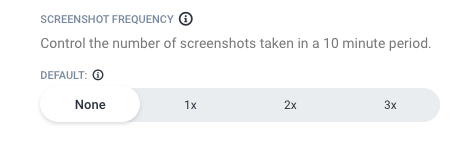 SCREENSHOT FREQUENCY
Control the number of screenshots taken in a 10 minute period.
DEFAULT:
None 1x 2x 3x